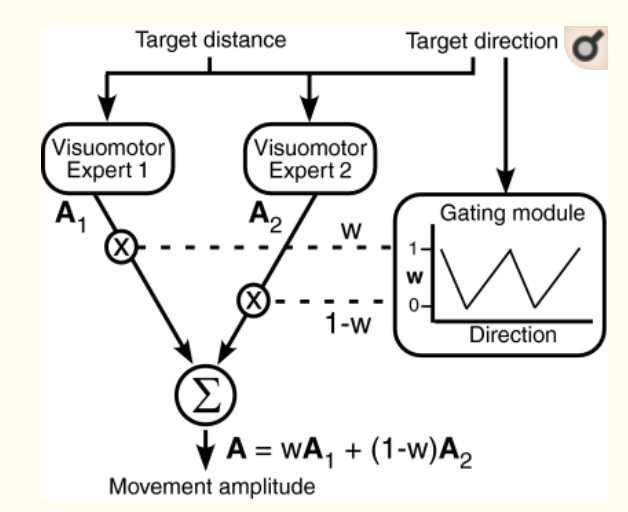 Target distance
Target direction
Visuomotor
Expert 1
Visuomotor
Expert 2
A₁
A₂
X
w
X
1-w
Gating module
1
w
0
Direction
Σ
A = wA₁ + (1-w)A₂
Movement amplitude